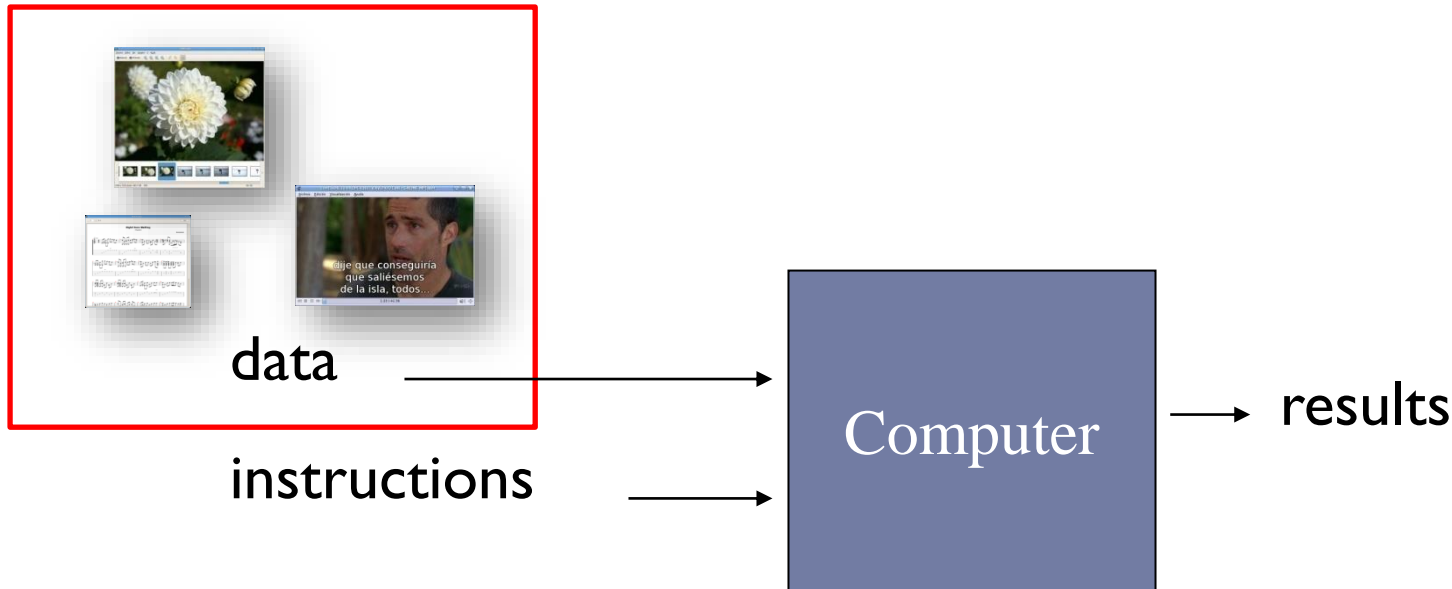 Dije que conseguiría
que saliésemos
de la isla, todos...
data
instructions
Computer
results